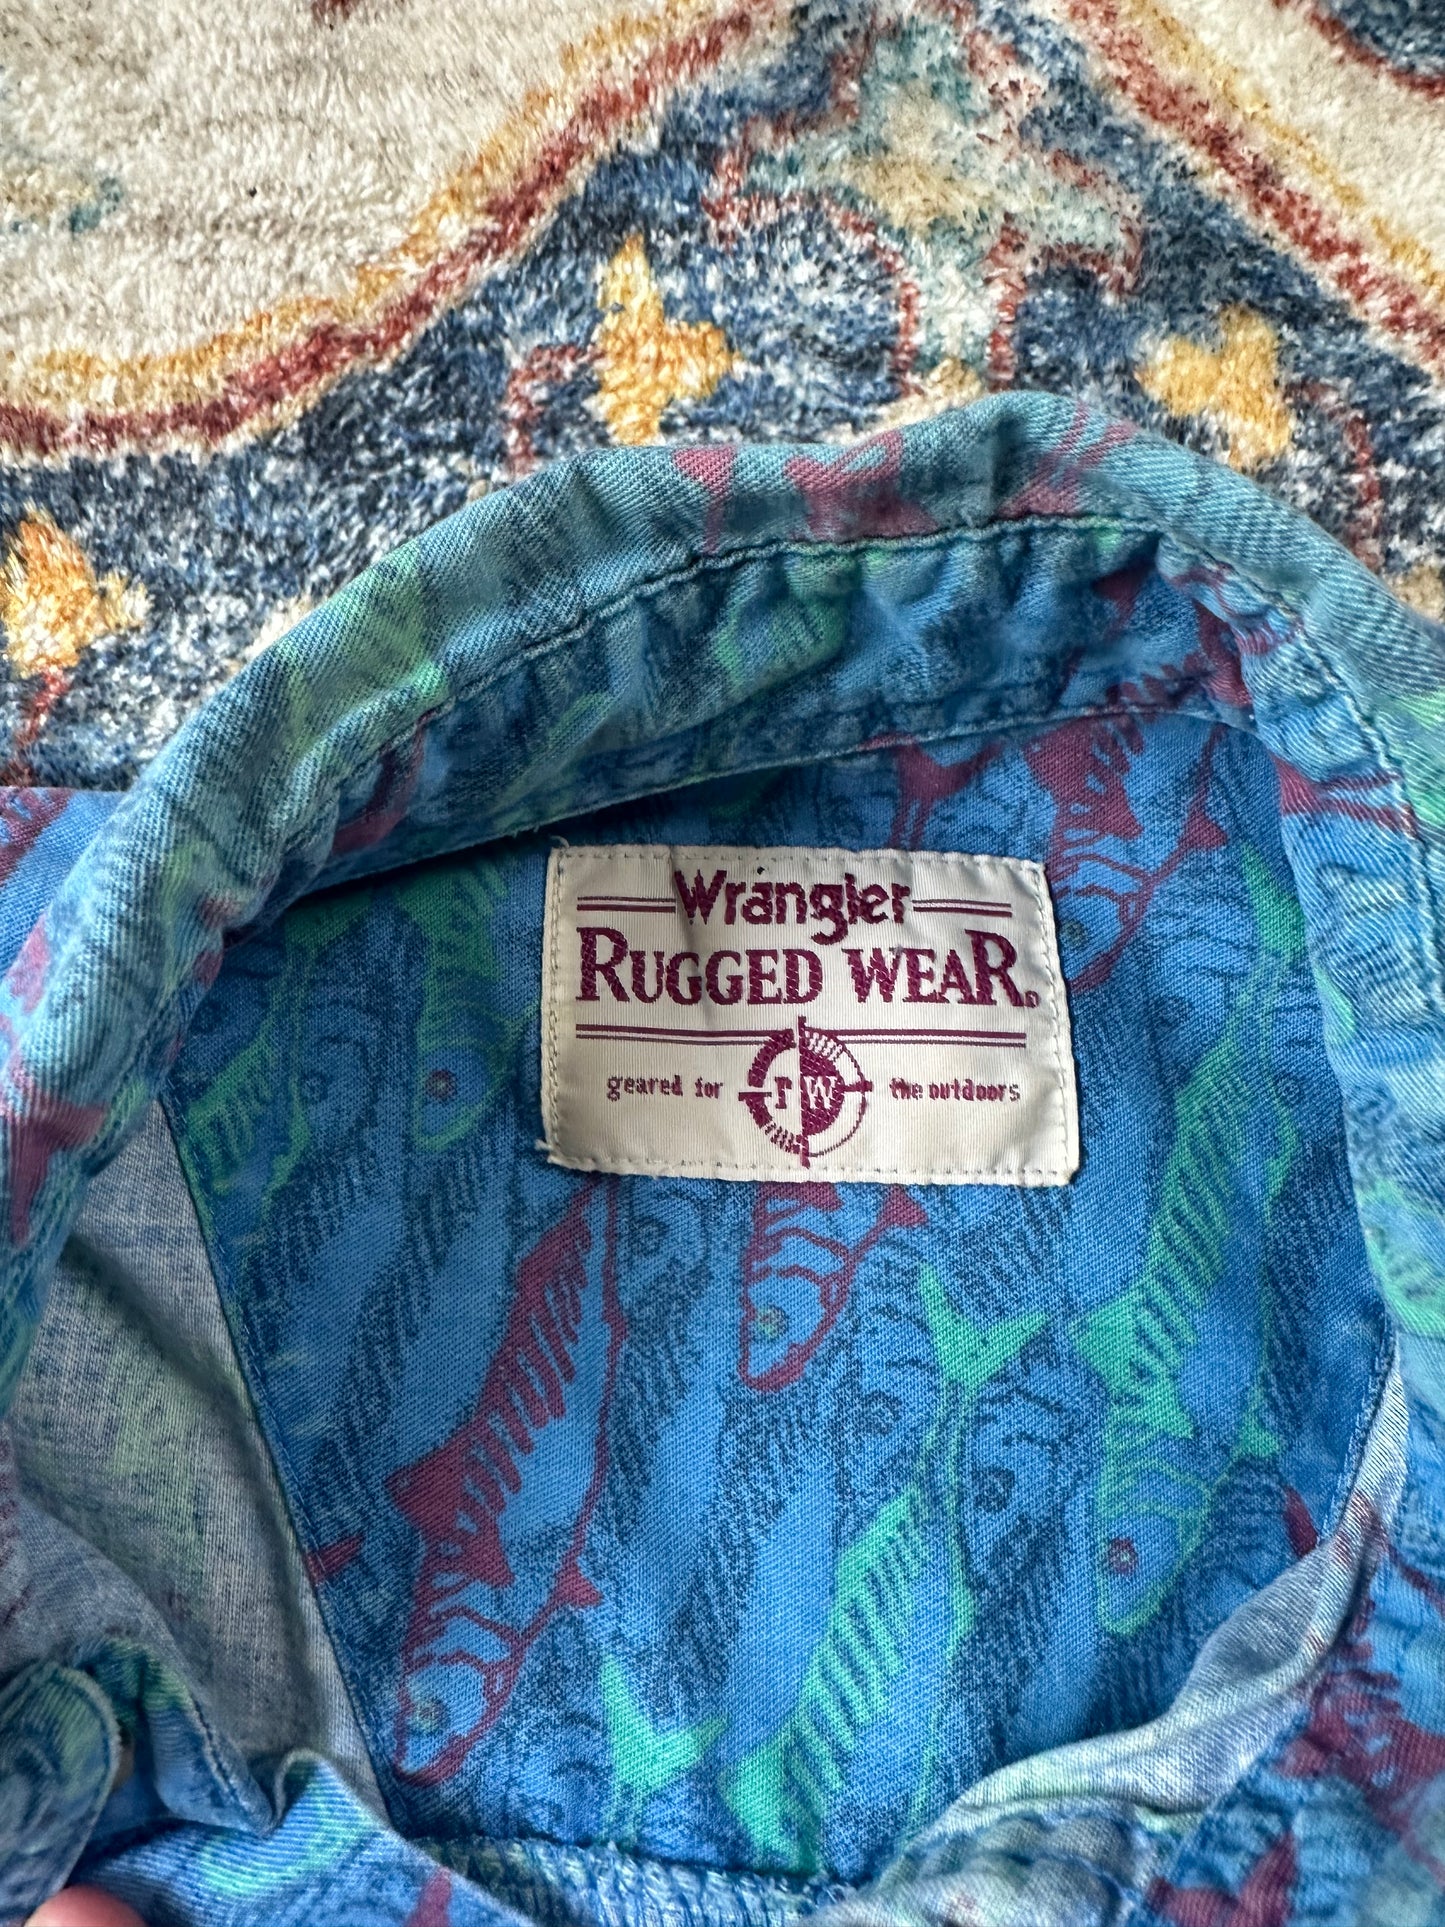 Wrangler
RUGGED WEAR®
geared for rW the outdoors